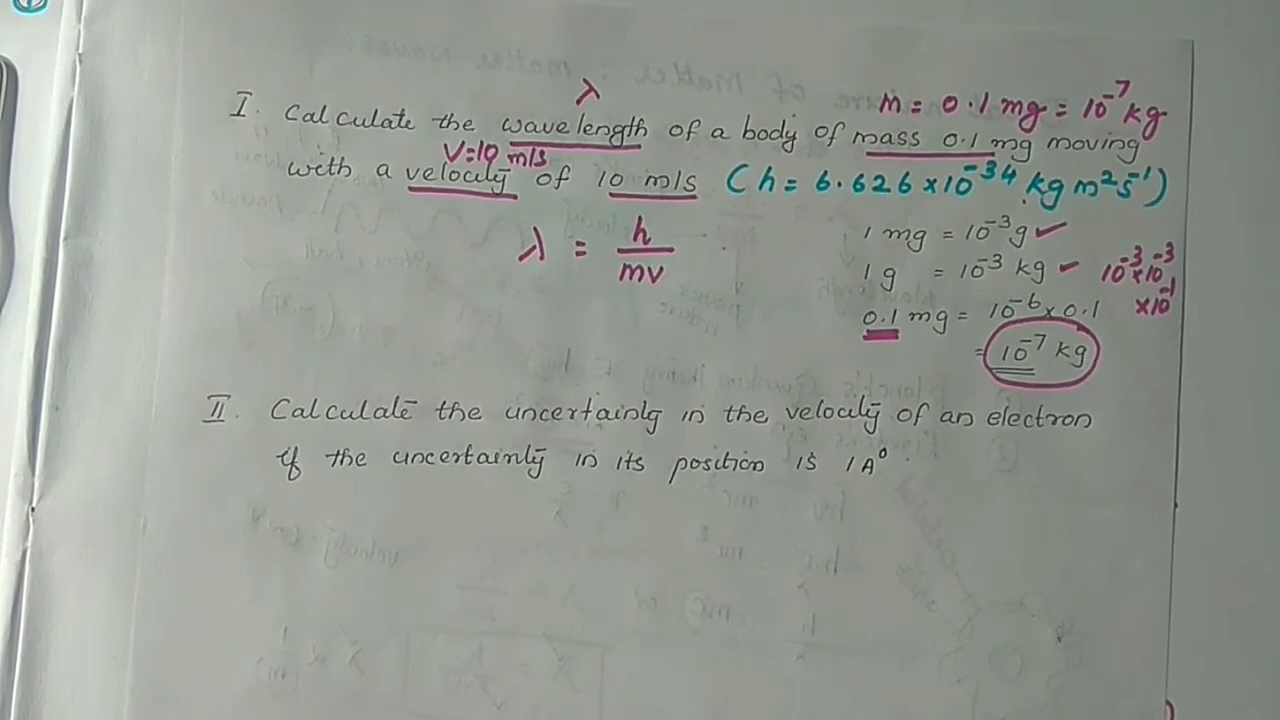 λ
m = 0.1 mg = 10⁻⁷ kg
I. Calculate the wavelength of a body of mass 0.1 mg moving
V=10 m/s
with a velocity of 10 m/s (h = 6.626 × 10⁻³⁴ kg m² s⁻¹)
λ = h/mv
1 mg = 10⁻³ g ✓
1 g = 10⁻³ kg ✓ 10⁻³ × 10⁻³
× 10⁻¹
0.1 mg = 10⁻⁶ × 0.1
= 10⁻⁷ kg
II. Calculate the uncertainty in the velocity of an electron
if the uncertainty in its position is 1 A⁰.